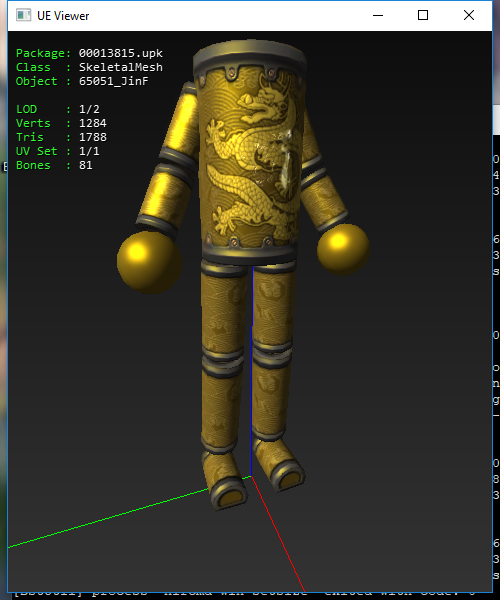 UE Viewer
Package: 00013815.upk
Class : SkeletalMesh
Object : 65051_JinF
LOD : 1/2
Verts : 1284
Tris : 1788
UV Set : 1/1
Bones : 81